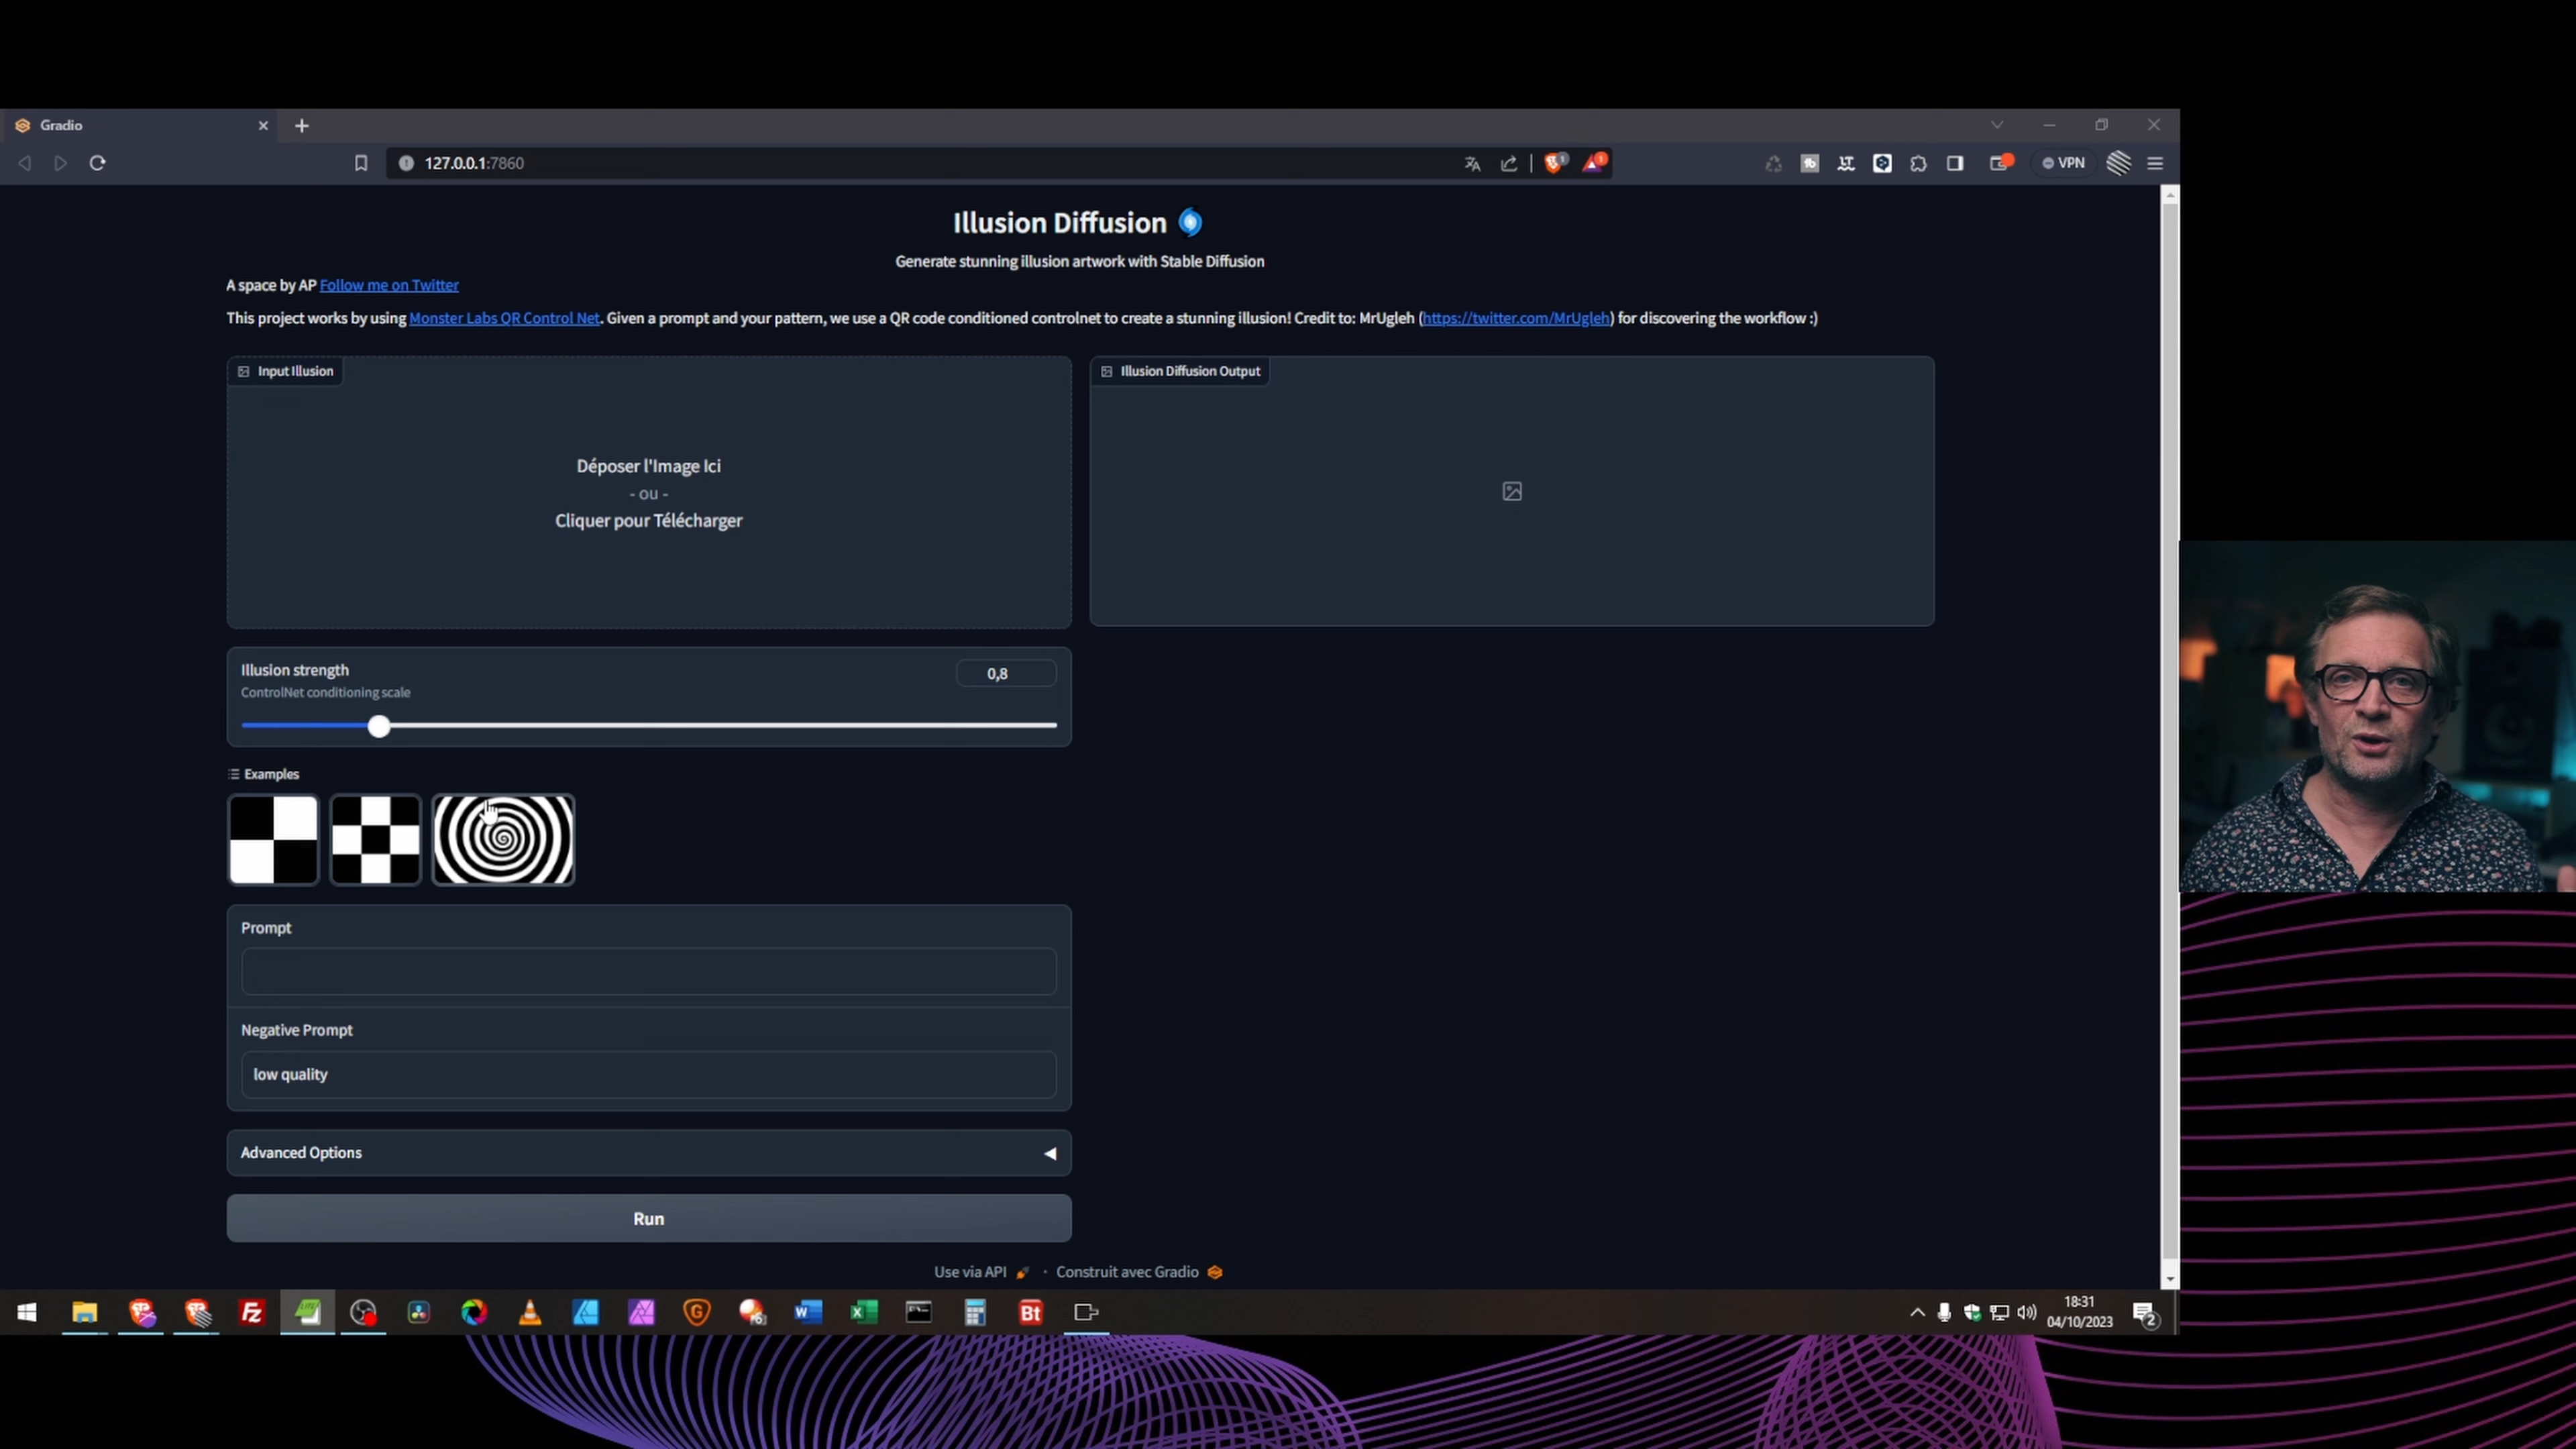 Gradio
127.0.0.1:7860
VPN
Illusion Diffusion
Generate stunning illusion artwork with Stable Diffusion
A space by AP Follow me on Twitter
This project works by using Monster Labs QR Control Net. Given a prompt and your pattern, we use a QR code conditioned controlnet to create a stunning illusion! Credit to: MrUgleh (https://twitter.com/MrUgleh) for discovering the workflow :)
Input Illusion
Illusion Diffusion Output
Déposer l'Image Ici
- ou -
Cliquer pour Télécharger
Illusion strength
0,8
ControlNet conditioning scale
Examples
Prompt
Negative Prompt
low quality
Advanced Options
Run
Use via API · Construit avec Gradio
18:31
04/10/2023
Fz
G
W
X
Bt
2